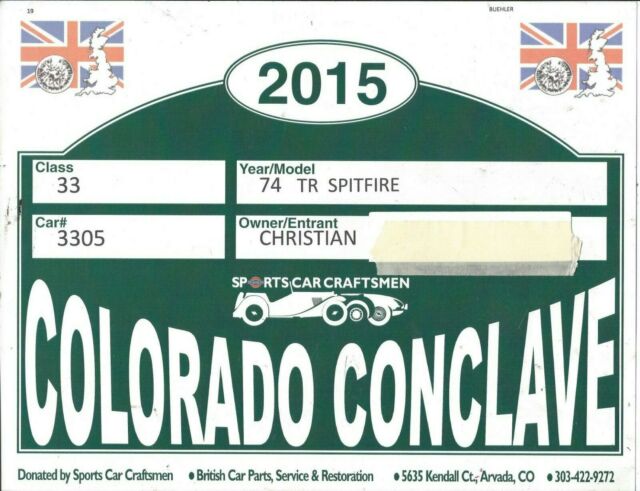 19
BUEHLER
2015
Class
33
Year/Model
74 TR SPITFIRE
Car#
3305
Owner/Entrant
CHRISTIAN
SPORTS CAR CRAFTSMEN
COLORADO CONCLAVE
Donated by Sports Car Craftsmen • British Car Parts, Service & Restoration • 5635 Kendall Ct., Arvada, CO • 303-422-9272